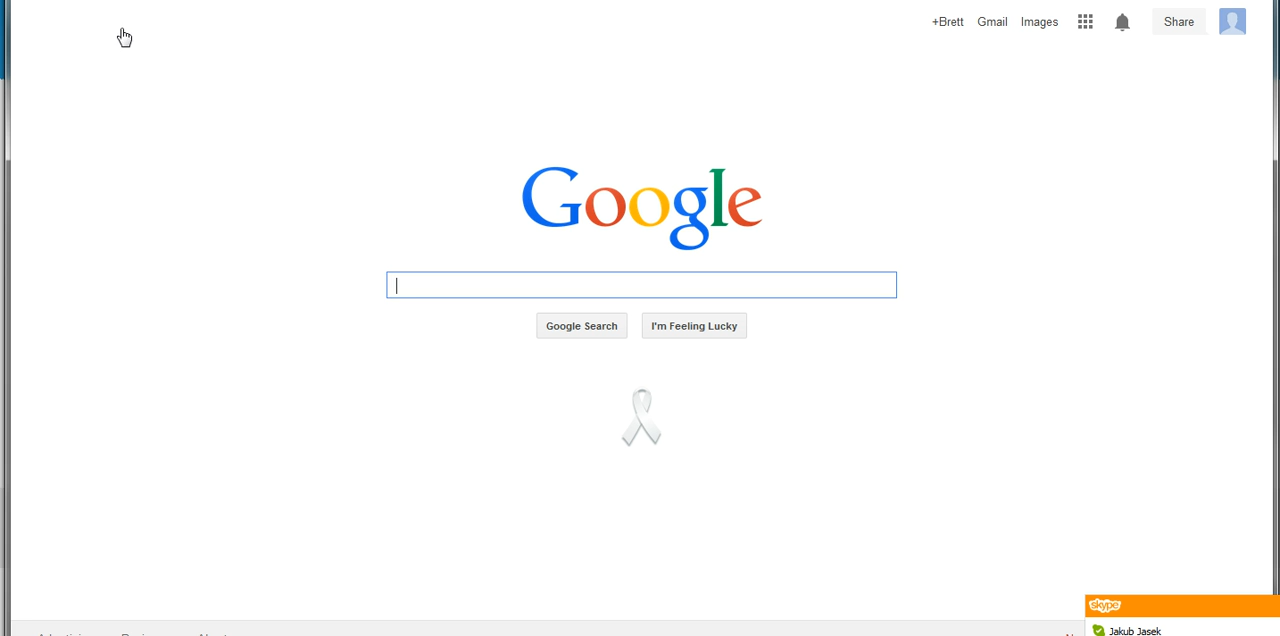 +Brett Gmail Images Share
Google
Google Search I'm Feeling Lucky
skype
Jakub Jasek